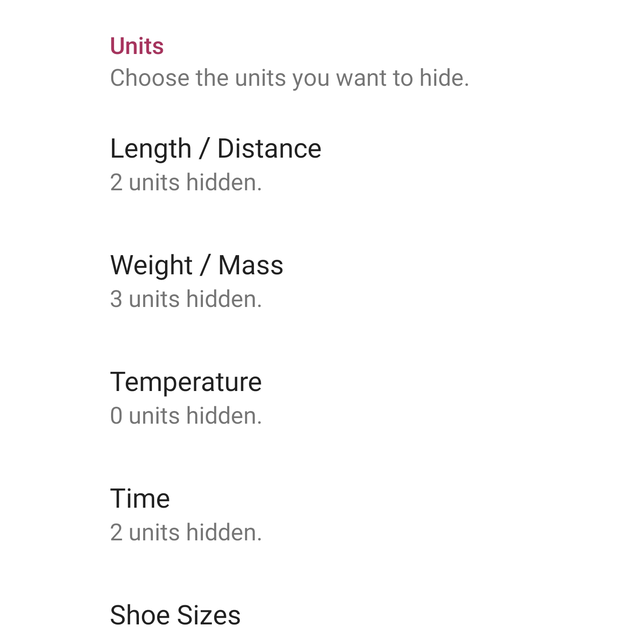 Units
Choose the units you want to hide.
Length / Distance
2 units hidden.
Weight / Mass
3 units hidden.
Temperature
0 units hidden.
Time
2 units hidden.
Shoe Sizes